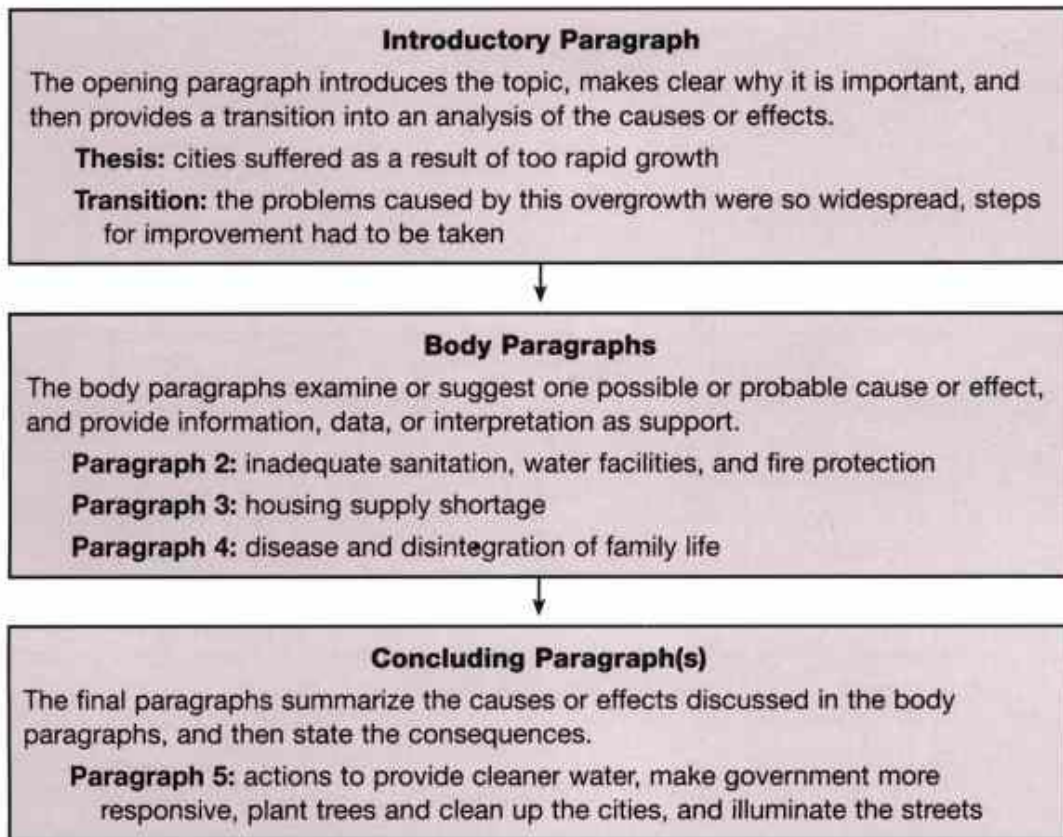 Introductory Paragraph
The opening paragraph introduces the topic, makes clear why it is important, and
then provides a transition into an analysis of the causes or effects.
Thesis: cities suffered as a result of too rapid growth
Transition: the problems caused by this overgrowth were so widespread, steps
for improvement had to be taken
Body Paragraphs
The body paragraphs examine or suggest one possible or probable cause or effect,
and provide information, data, or interpretation as support.
Paragraph 2: inadequate sanitation, water facilities, and fire protection
Paragraph 3: housing supply shortage
Paragraph 4: disease and disintegration of family life
Concluding Paragraph(s)
The final paragraphs summarize the causes or effects discussed in the body
paragraphs, and then state the consequences.
Paragraph 5: actions to provide cleaner water, make government more
responsive, plant trees and clean up the cities, and illuminate the streets